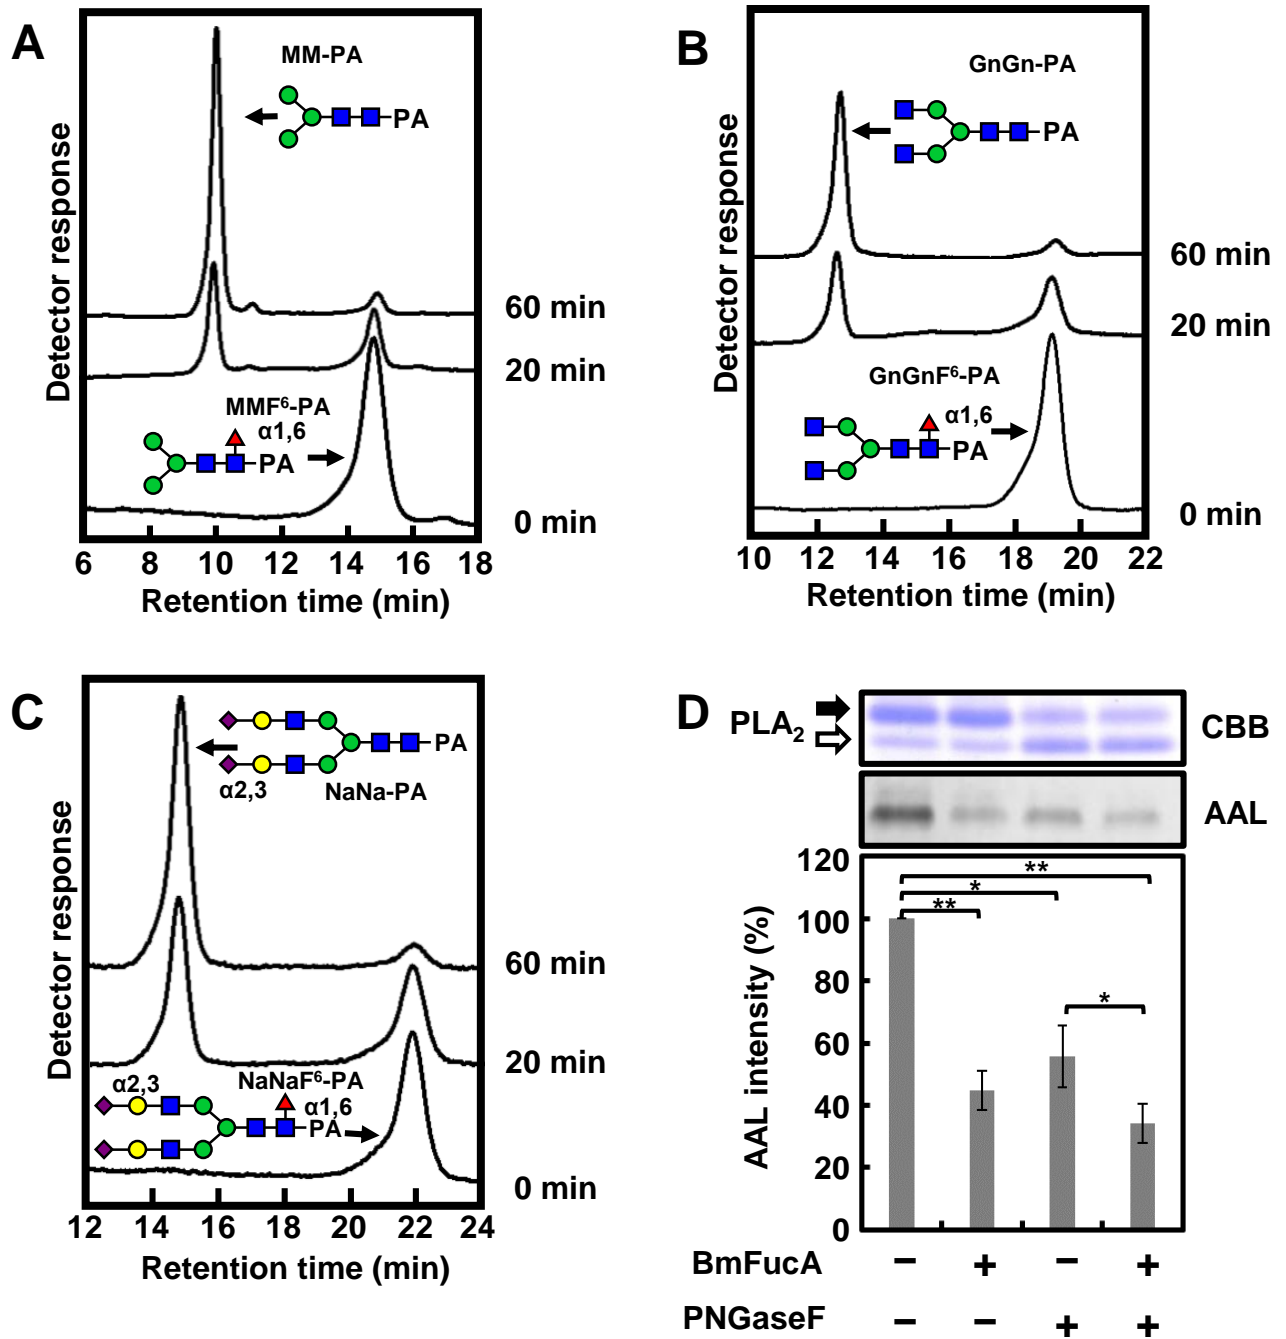 A
Detector response
MM-PA
PA
60 min
20 min
MMF6-PA
α1,6
PA
0 min
6 8 10 12 14 16 18
Retention time (min)
B
Detector response
GnGn-PA
PA
60 min
20 min
GnGnF6-PA
α1,6
PA
0 min
10 12 14 16 18 20 22
Retention time (min)
C
Detector response
PA
α2,3 NaNa-PA
60 min
20 min
α2,3 NaNaF6-PA
α1,6
PA
0 min
12 14 16 18 20 22 24
Retention time (min)
D
PLA2
CBB
AAL
AAL intensity (%)
120
100
80
60
40
20
0
**
*
**
*
BmFucA − + − +
PNGaseF − − + +